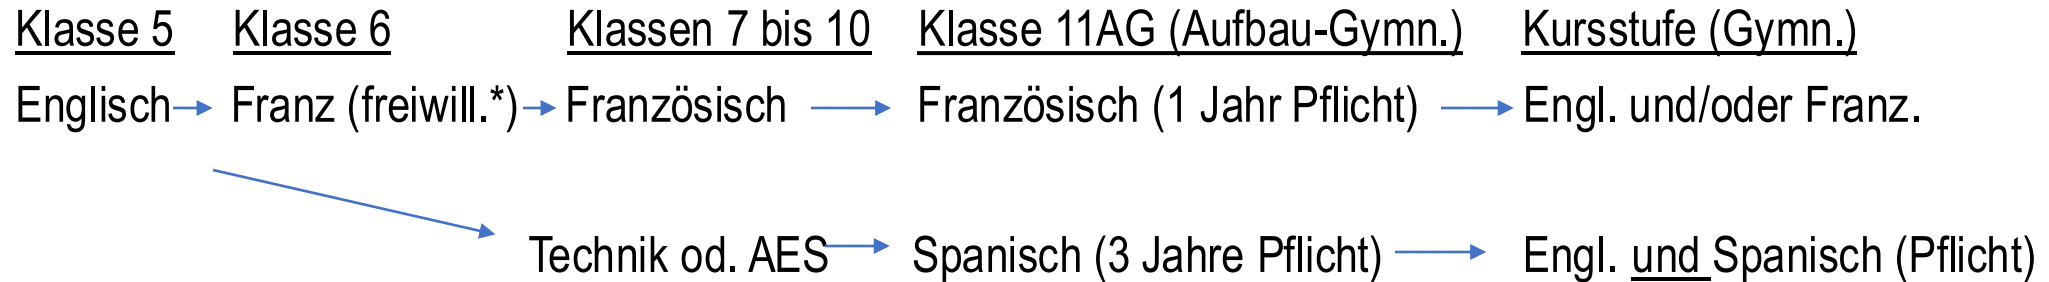 Klasse 5 Klasse 6 Klassen 7 bis 10 Klasse 11AG (Aufbau-Gymn.) Kursstufe (Gymn.)
Englisch Franz (freiwill.*) Französisch Französisch (1 Jahr Pflicht) Engl. und/oder Franz.
Technik od. AES Spanisch (3 Jahre Pflicht) Engl. und Spanisch (Pflicht)